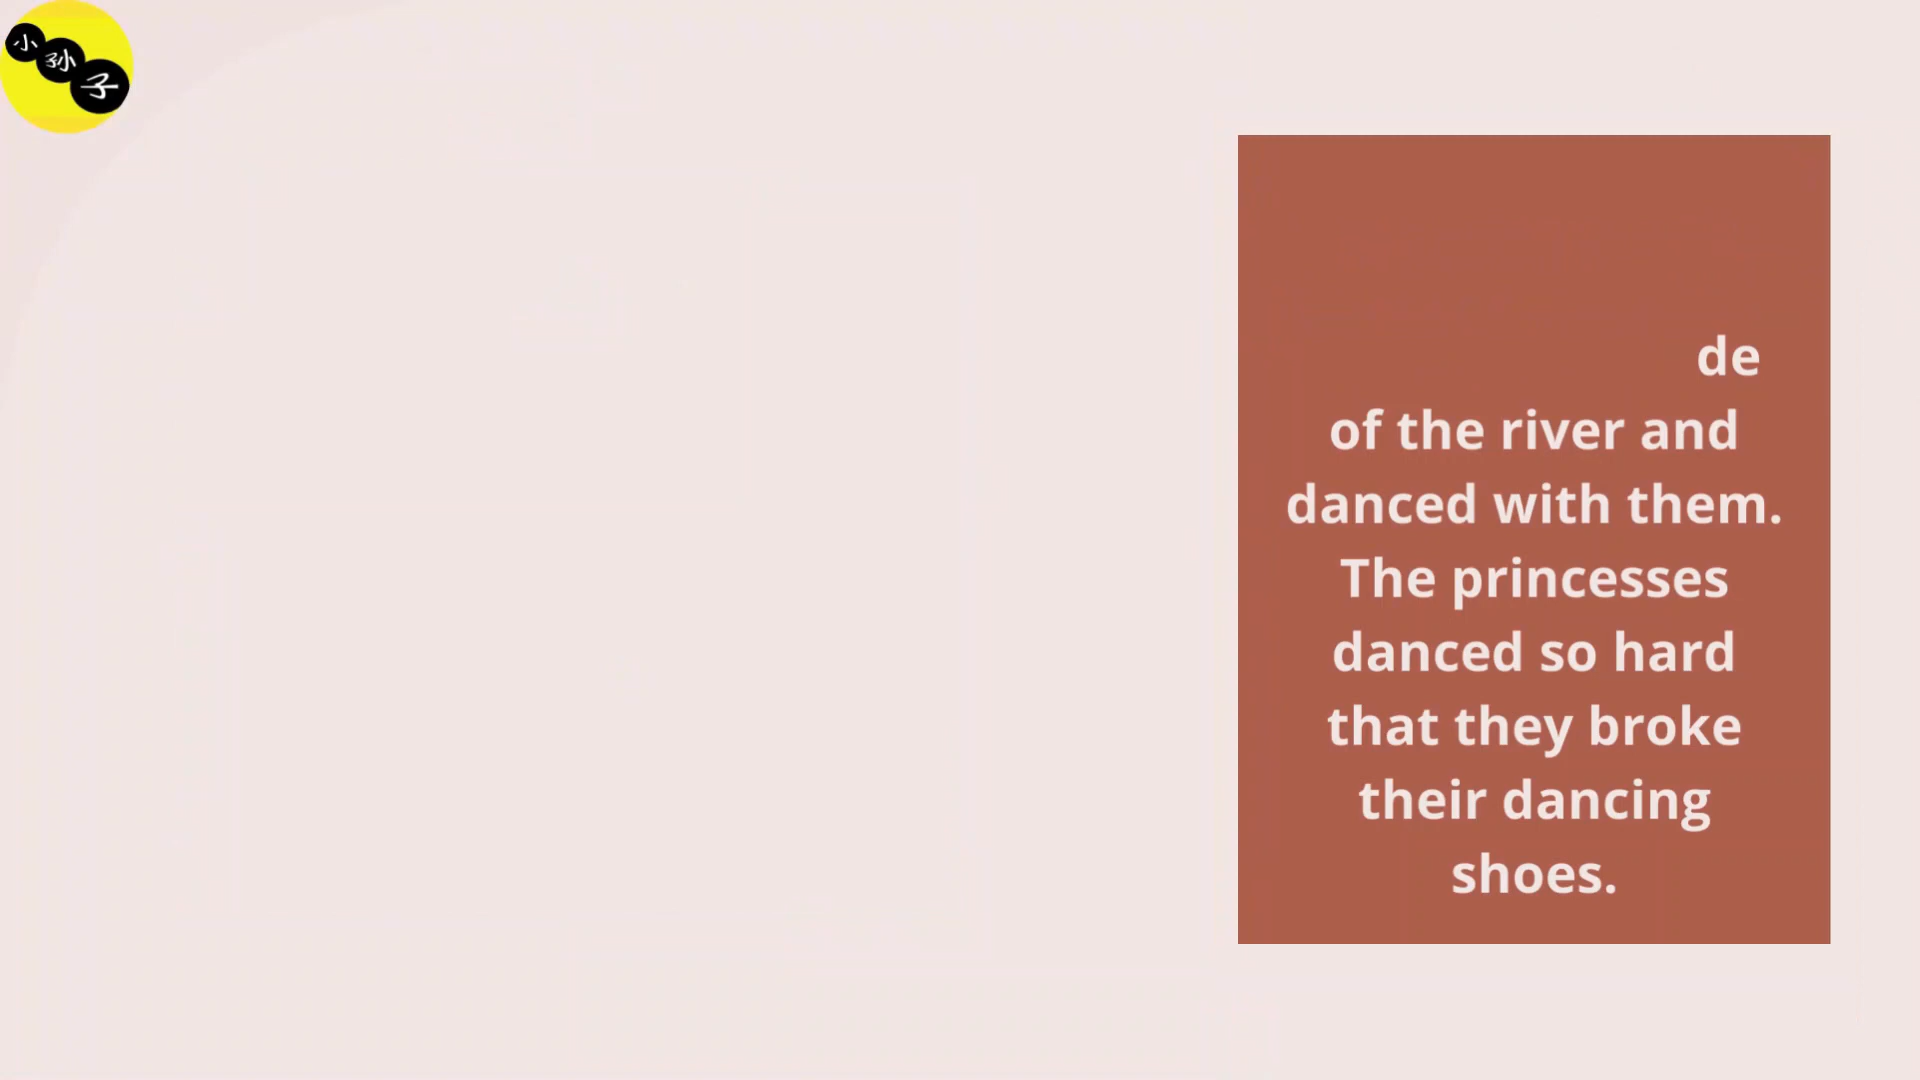 小孙子
de
of the river and
danced with them.
The princesses
danced so hard
that they broke
their dancing
shoes.